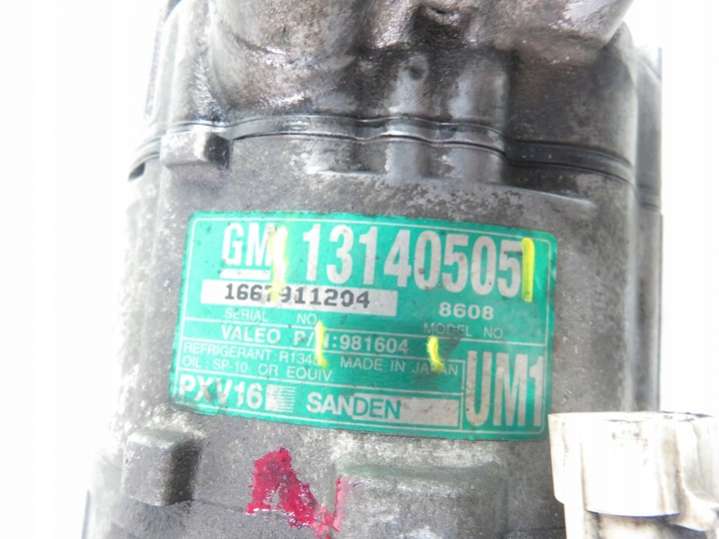 GM 13140505
1667911204 8608
SERIAL NO. MODEL NO
VALEO P/N:981604
REFRIGERANT:R134 MADE IN JAPAN
OIL:SP-10 OR EQUIV
PXV16 SANDEN UM1